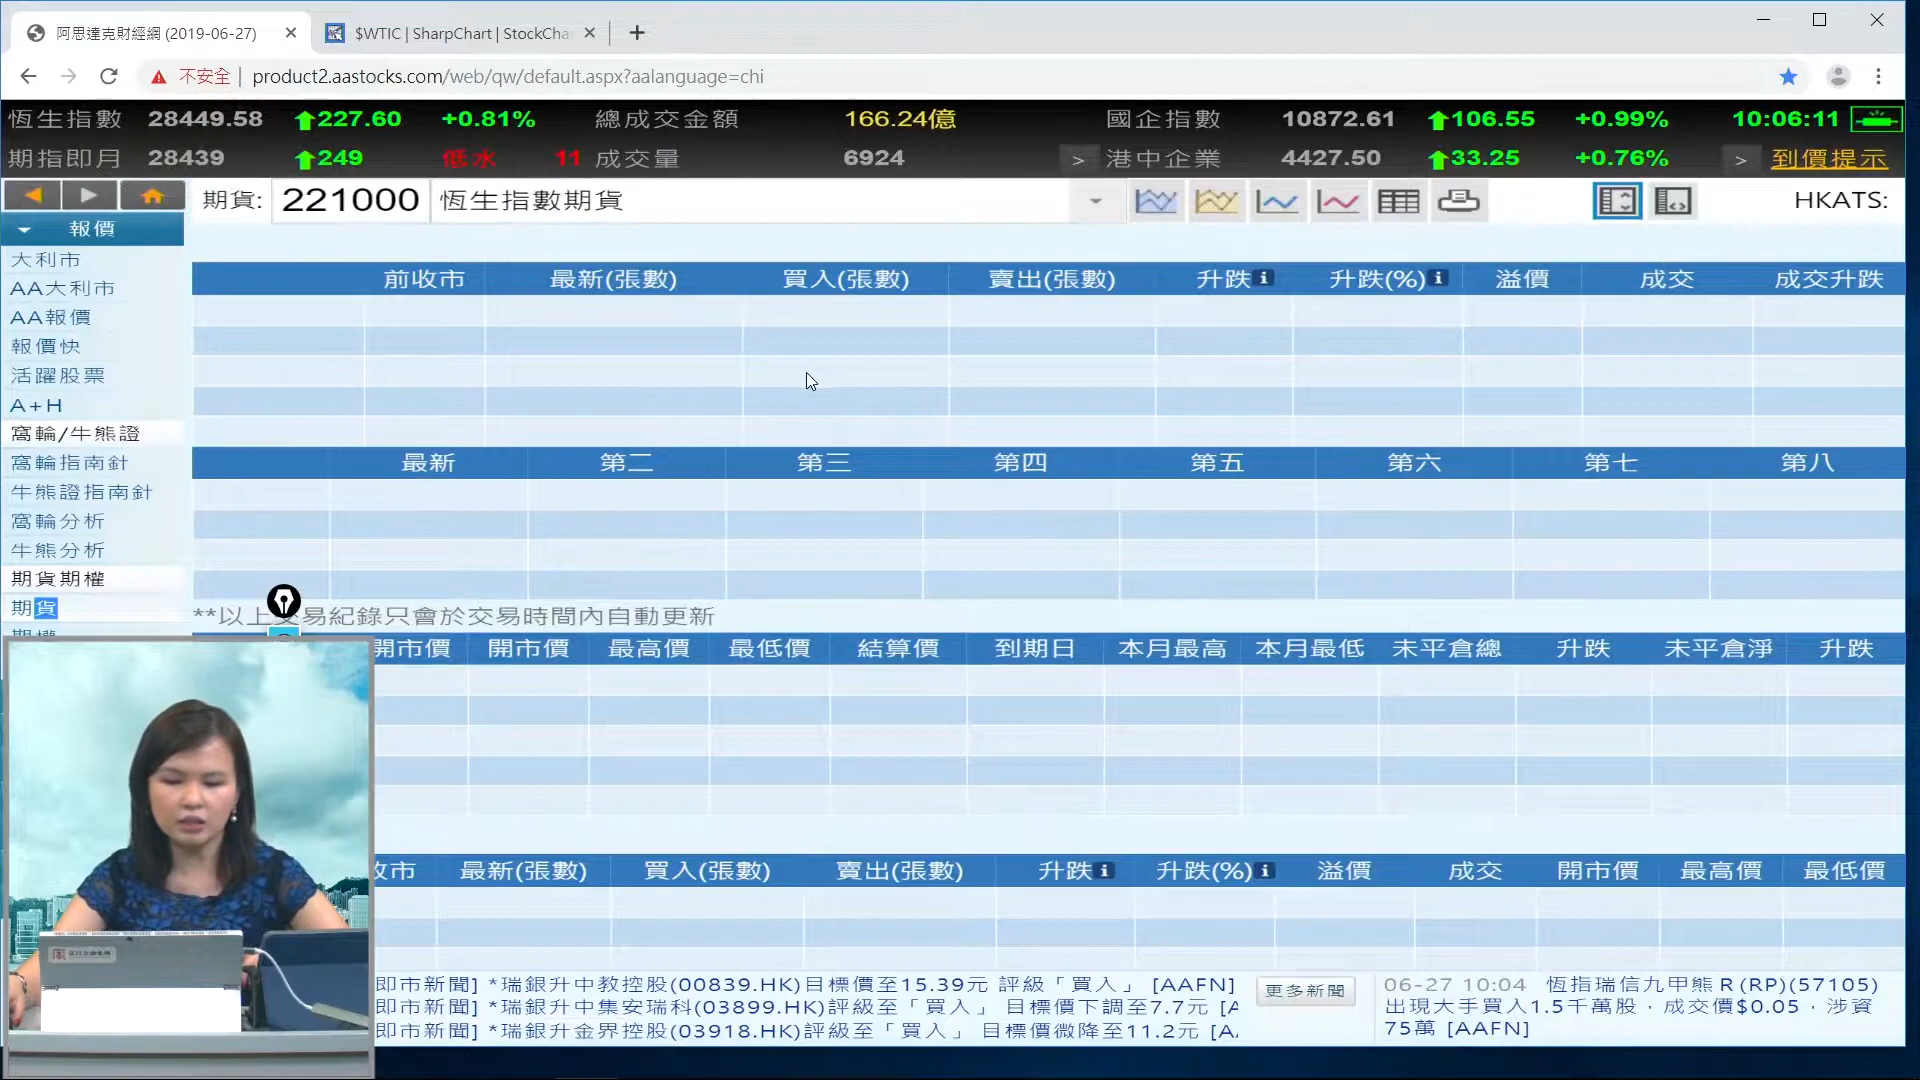 阿思達克財經網 (2019-06-27)
$WTIC | SharpChart | StockCha
不安全 | product2.aastocks.com/web/qw/default.aspx?aalanguage=chi
恆生指數 28449.58 227.60 +0.81% 總成交金額 166.24億 國企指數 10872.61 106.55 +0.99% 10:06:11
期指即月 28439 249 低水 11 成交量 6924 > 港中企業 4427.50 33.25 +0.76% > 到價提示
期貨: 221000 恆生指數期貨 HKATS:
報價
大利市
AA大利市
AA報價
報價快
活躍股票
A+H
窩輪/牛熊證
窩輪指南針
牛熊證指南針
窩輪分析
牛熊分析
期貨期權
期貨
前收市 最新(張數) 買入(張數) 賣出(張數) 升跌 升跌(%) 溢價 成交 成交升跌
最新 第二 第三 第四 第五 第六 第七 第八
**以上交易紀錄只會於交易時間內自動更新
開市價 開市價 最高價 最低價 結算價 到期日 本月最高 本月最低 未平倉總 升跌 未平倉淨 升跌
收市 最新(張數) 買入(張數) 賣出(張數) 升跌 升跌(%) 溢價 成交 開市價 最高價 最低價
即市新聞] *瑞銀升中教控股(00839.HK)目標價至15.39元 評級「買入」 [AAFN]
即市新聞] *瑞銀升中集安瑞科(03899.HK)評級至「買入」 目標價下調至7.7元 [A
即市新聞] *瑞銀升金界控股(03918.HK)評級至「買入」 目標價微降至11.2元 [A
更多新聞
06-27 10:04 恆指瑞信九甲熊R(RP)(57105)
出現大手買入1.5千萬股，成交價$0.05，涉資
75萬 [AAFN]